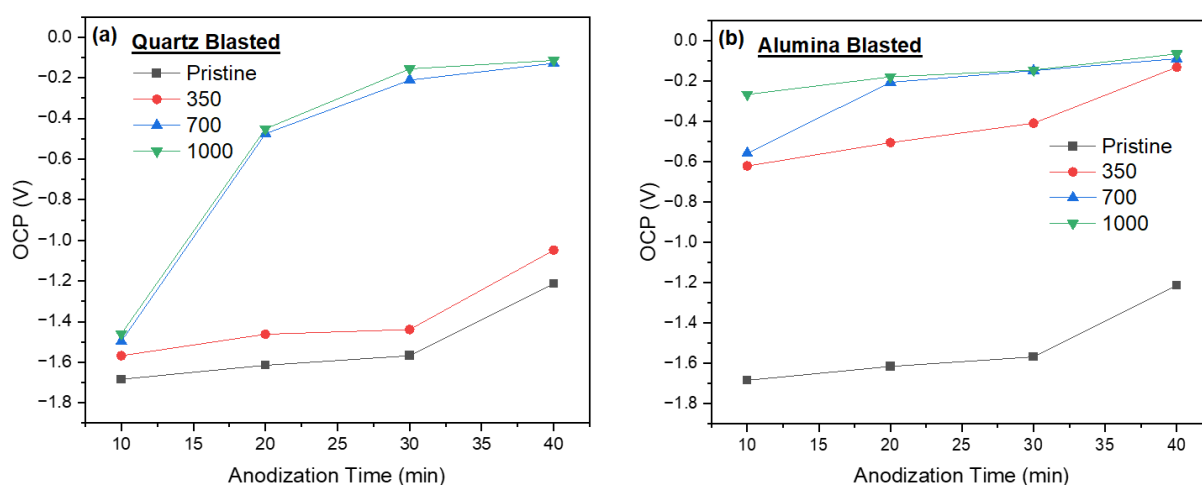 (a) Quartz Blasted
Pristine
350
700
1000
0.0
−0.2
−0.4
−0.6
−0.8
−1.0
−1.2
−1.4
−1.6
−1.8
OCP (V)
10 15 20 25 30 35 40
Anodization Time (min)
(b) Alumina Blasted
Pristine
350
700
1000
0.0
−0.2
−0.4
−0.6
−0.8
−1.0
−1.2
−1.4
−1.6
−1.8
OCP (V)
10 15 20 25 30 35 40
Anodization Time (min)